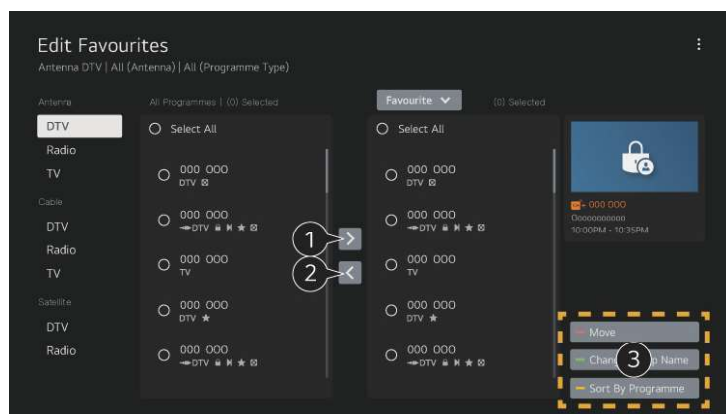 Edit Favourites
Antenna DTV | All (Antenna) | All (Programme Type)
Antenna
DTV
Radio
TV
Cable
DTV
Radio
TV
Satellite
DTV
Radio
All Programmes | (0) Selected
Select All
000 000
DTV
000 000
DTV
000 000
TV
000 000
DTV
000 000
DTV
1
2
Favourite
(0) Selected
Select All
000 000
DTV
000 000
DTV
000 000
TV
000 000
DTV
000 000
DTV
000 000
Ooooooooooo
10:00PM - 10:35PM
Move
Name
3
Sort By Programme